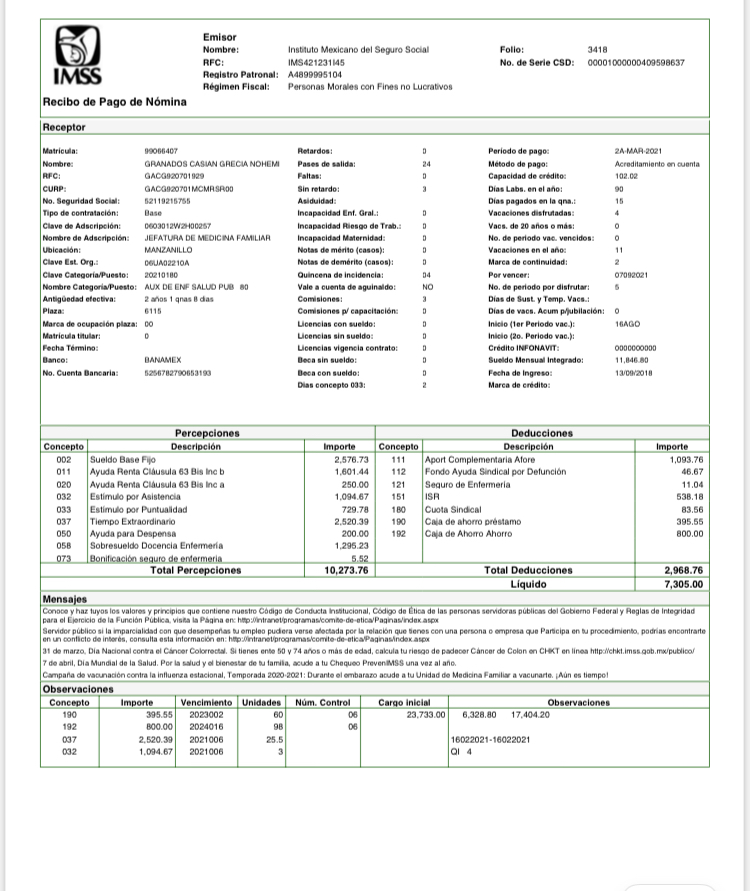 IMSS
Emisor
Nombre: Instituto Mexicano del Seguro Social Folio: 3418
RFC: IMS421231I45 No. de Serie CSD: 00001000000409598637
Registro Patronal: A4899995104
Régimen Fiscal: Personas Morales con Fines no Lucrativos
Recibo de Pago de Nómina
Receptor
Matrícula: 99066407 Retardos: 0 Periodo de pago: 2A-MAR-2021
Nombre: GRANADOS CASIAN GRECIA NOHEMI Pases de salida: 24 Método de pago: Acreditamiento en cuenta
RFC: GACG920701929 Faltas: 0 Capacidad de crédito: 102.02
CURP: GACG920701MCMRSR00 Sin retardo: 3 Días Labs. en el año: 90
No. Seguridad Social: 52119215755 Asiduidad: Días pagados en la qna.: 15
Tipo de contratación: Base Incapacidad Enf. Gral.: 0 Vacaciones disfrutadas: 4
Clave de Adscripción: 0603012W2H00257 Incapacidad Riesgo de Trab.: 0 Vacs. de 20 años o más: 0
Nombre de Adscripción: JEFATURA DE MEDICINA FAMILIAR Incapacidad Maternidad: 0 No. de periodo vac. vencidos: 0
Ubicación: MANZANILLO Notas de mérito (casos): 0 Vacaciones en el año: 11
Clave Est. Org.: 06UA02210A Notas de demérito (casos): 0 Marca de continuidad: 2
Clave Categoría/Puesto: 20210180 Quincena de incidencia: 04 Por vencer: 07092021
Nombre Categoría/Puesto: AUX DE ENF SALUD PUB 80 Vale a cuenta de aguinaldo: NO No. de periodo por disfrutar: 5
Antigüedad efectiva: 2 años 1 qnas 8 dias Comisiones: 3 Días de Sust. y Temp. Vacs.:
Plaza: 6115 Comisiones p/ capacitación: 0 Días de vacs. Acum p/jubilación: 0
Marca de ocupación plaza: 00 Licencias con sueldo: 0 Inicio (1er Periodo vac.): 16AGO
Matrícula titular: 0 Licencias sin sueldo: 0 Inicio (2o. Periodo vac.):
Fecha Término: Licencias vigencia contrato: 0 Crédito INFONAVIT: 0000000000
Banco: BANAMEX Beca sin sueldo: 0 Sueldo Mensual Integrado: 11,846.80
No. Cuenta Bancaria: 5256782790653193 Beca con sueldo: 0 Fecha de Ingreso: 13/09/2018
Días concepto 033: 2 Marca de crédito:
Percepciones Deducciones
Concepto Descripción Importe Concepto Descripción Importe
002 Sueldo Base Fijo 2,576.73 111 Aport Complementaria Afore 1,093.76
011 Ayuda Renta Cláusula 63 Bis Inc b 1,601.44 112 Fondo Ayuda Sindical por Defunción 46.67
020 Ayuda Renta Cláusula 63 Bis Inc a 250.00 121 Seguro de Enfermería 11.04
032 Estímulo por Asistencia 1,094.67 151 ISR 538.18
033 Estímulo por Puntualidad 729.78 180 Cuota Sindical 83.56
037 Tiempo Extraordinario 2,520.39 190 Caja de ahorro préstamo 395.55
050 Ayuda para Despensa 200.00 192 Caja de Ahorro Ahorro 800.00
058 Sobresueldo Docencia Enfermería 1,295.23
073 Bonificación seguro de enfermería 5.52
Total Percepciones 10,273.76 Total Deducciones 2,968.76
Líquido 7,305.00
Mensajes
Conoce y haz tuyos los valores y principios que contiene nuestro Código de Conducta Institucional, Código de Ética de las personas servidoras públicas del Gobierno Federal y Reglas de Integridad
para el Ejercicio de la Función Pública, visita la Página en: http://intranet/programas/comite-de-etica/Paginas/index.aspx
Servidor público si la imparcialidad con que desempeñas tu empleo pudiera verse afectada por la relación que tienes con una persona o empresa que Participa en tu procedimiento, podrías encontrarte
en un conflicto de interés, consulta esta información en: http://intranet/programas/comite-de-etica/Paginas/index.aspx
31 de marzo, Día Nacional contra el Cáncer Colorrectal. Si tienes ente 50 y 74 años o más de edad, calcula tu riesgo de padecer Cáncer de Colon en CHKT en línea http://chkt.imss.gob.mx/publico/
7 de abril, Día Mundial de la Salud. Por la salud y el bienestar de tu familia, acude a tu Chequeo PrevenIMSS una vez al año.
Campaña de vacunación contra la influenza estacional, Temporada 2020-2021: Durante el embarazo acude a tu Unidad de Medicina Familiar a vacunarte. ¡Aún es tiempo!
Observaciones
Concepto Importe Vencimiento Unidades Núm. Control Cargo inicial Observaciones
190 395.55 2023002 60 06 23,733.00 6,328.80 17,404.20
192 800.00 2024016 98 06
037 2,520.39 2021006 25.5 16022021-16022021
032 1,094.67 2021006 3 QI 4